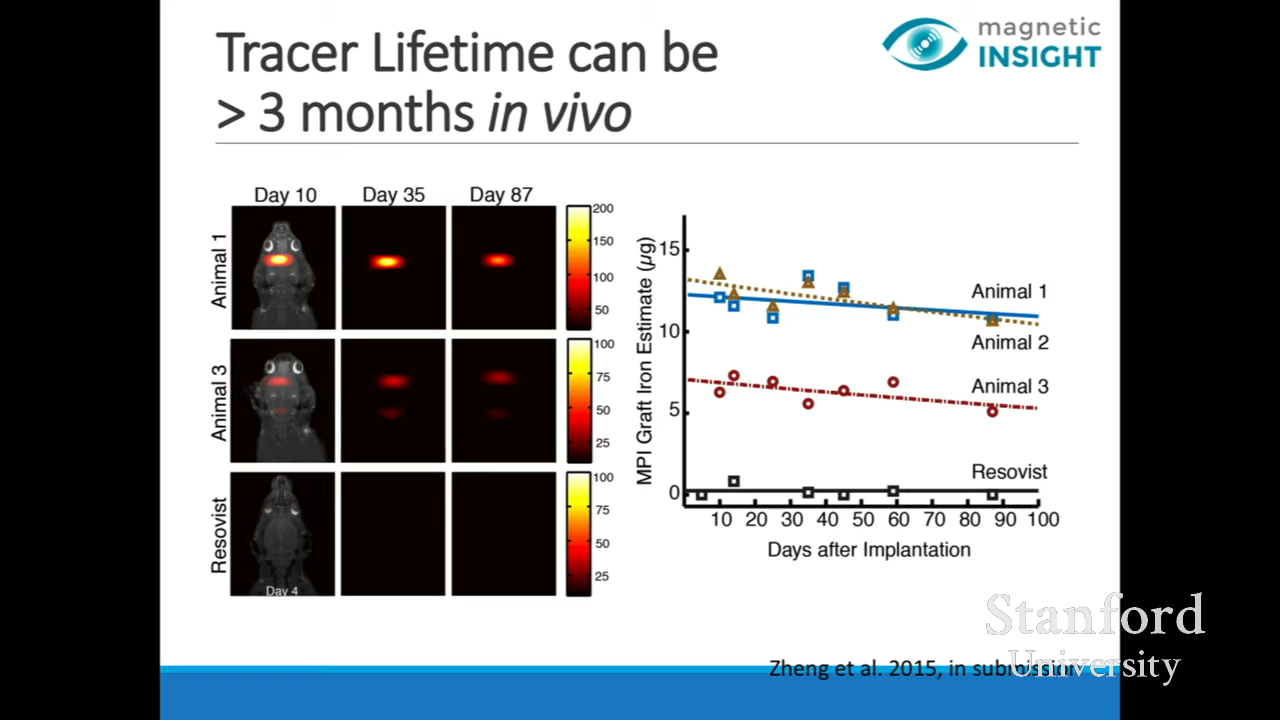 Tracer Lifetime can be
> 3 months in vivo
magnetic
INSIGHT
Day 10
Day 35
Day 87
Animal 1
200
150
100
50
Animal 3
100
75
50
25
Resovist
Day 4
100
75
50
25
MPI Graft Iron Estimate (µg)
15
10
5
0
Animal 1
Animal 2
Animal 3
Resovist
10 20 30 40 50 60 70 80 90 100
Days after Implantation
Stanford
University
Zheng et al. 2015, in submission